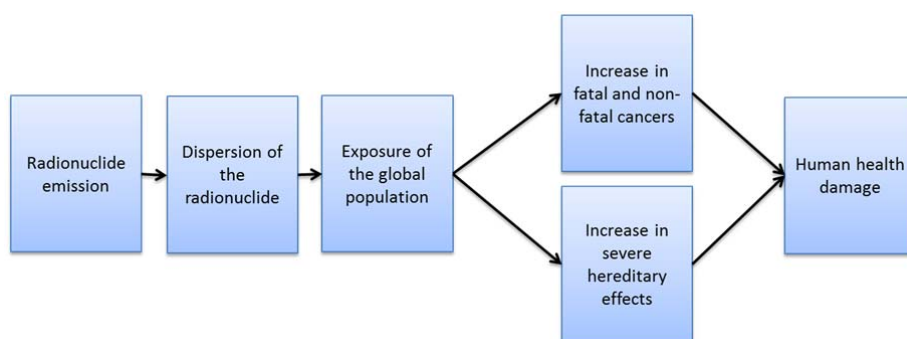 Radionuclide
emission
Dispersion of
the
radionuclide
Exposure of
the global
population
Increase in
fatal and non-
fatal cancers
Increase in
severe
hereditary
effects
Human health
damage